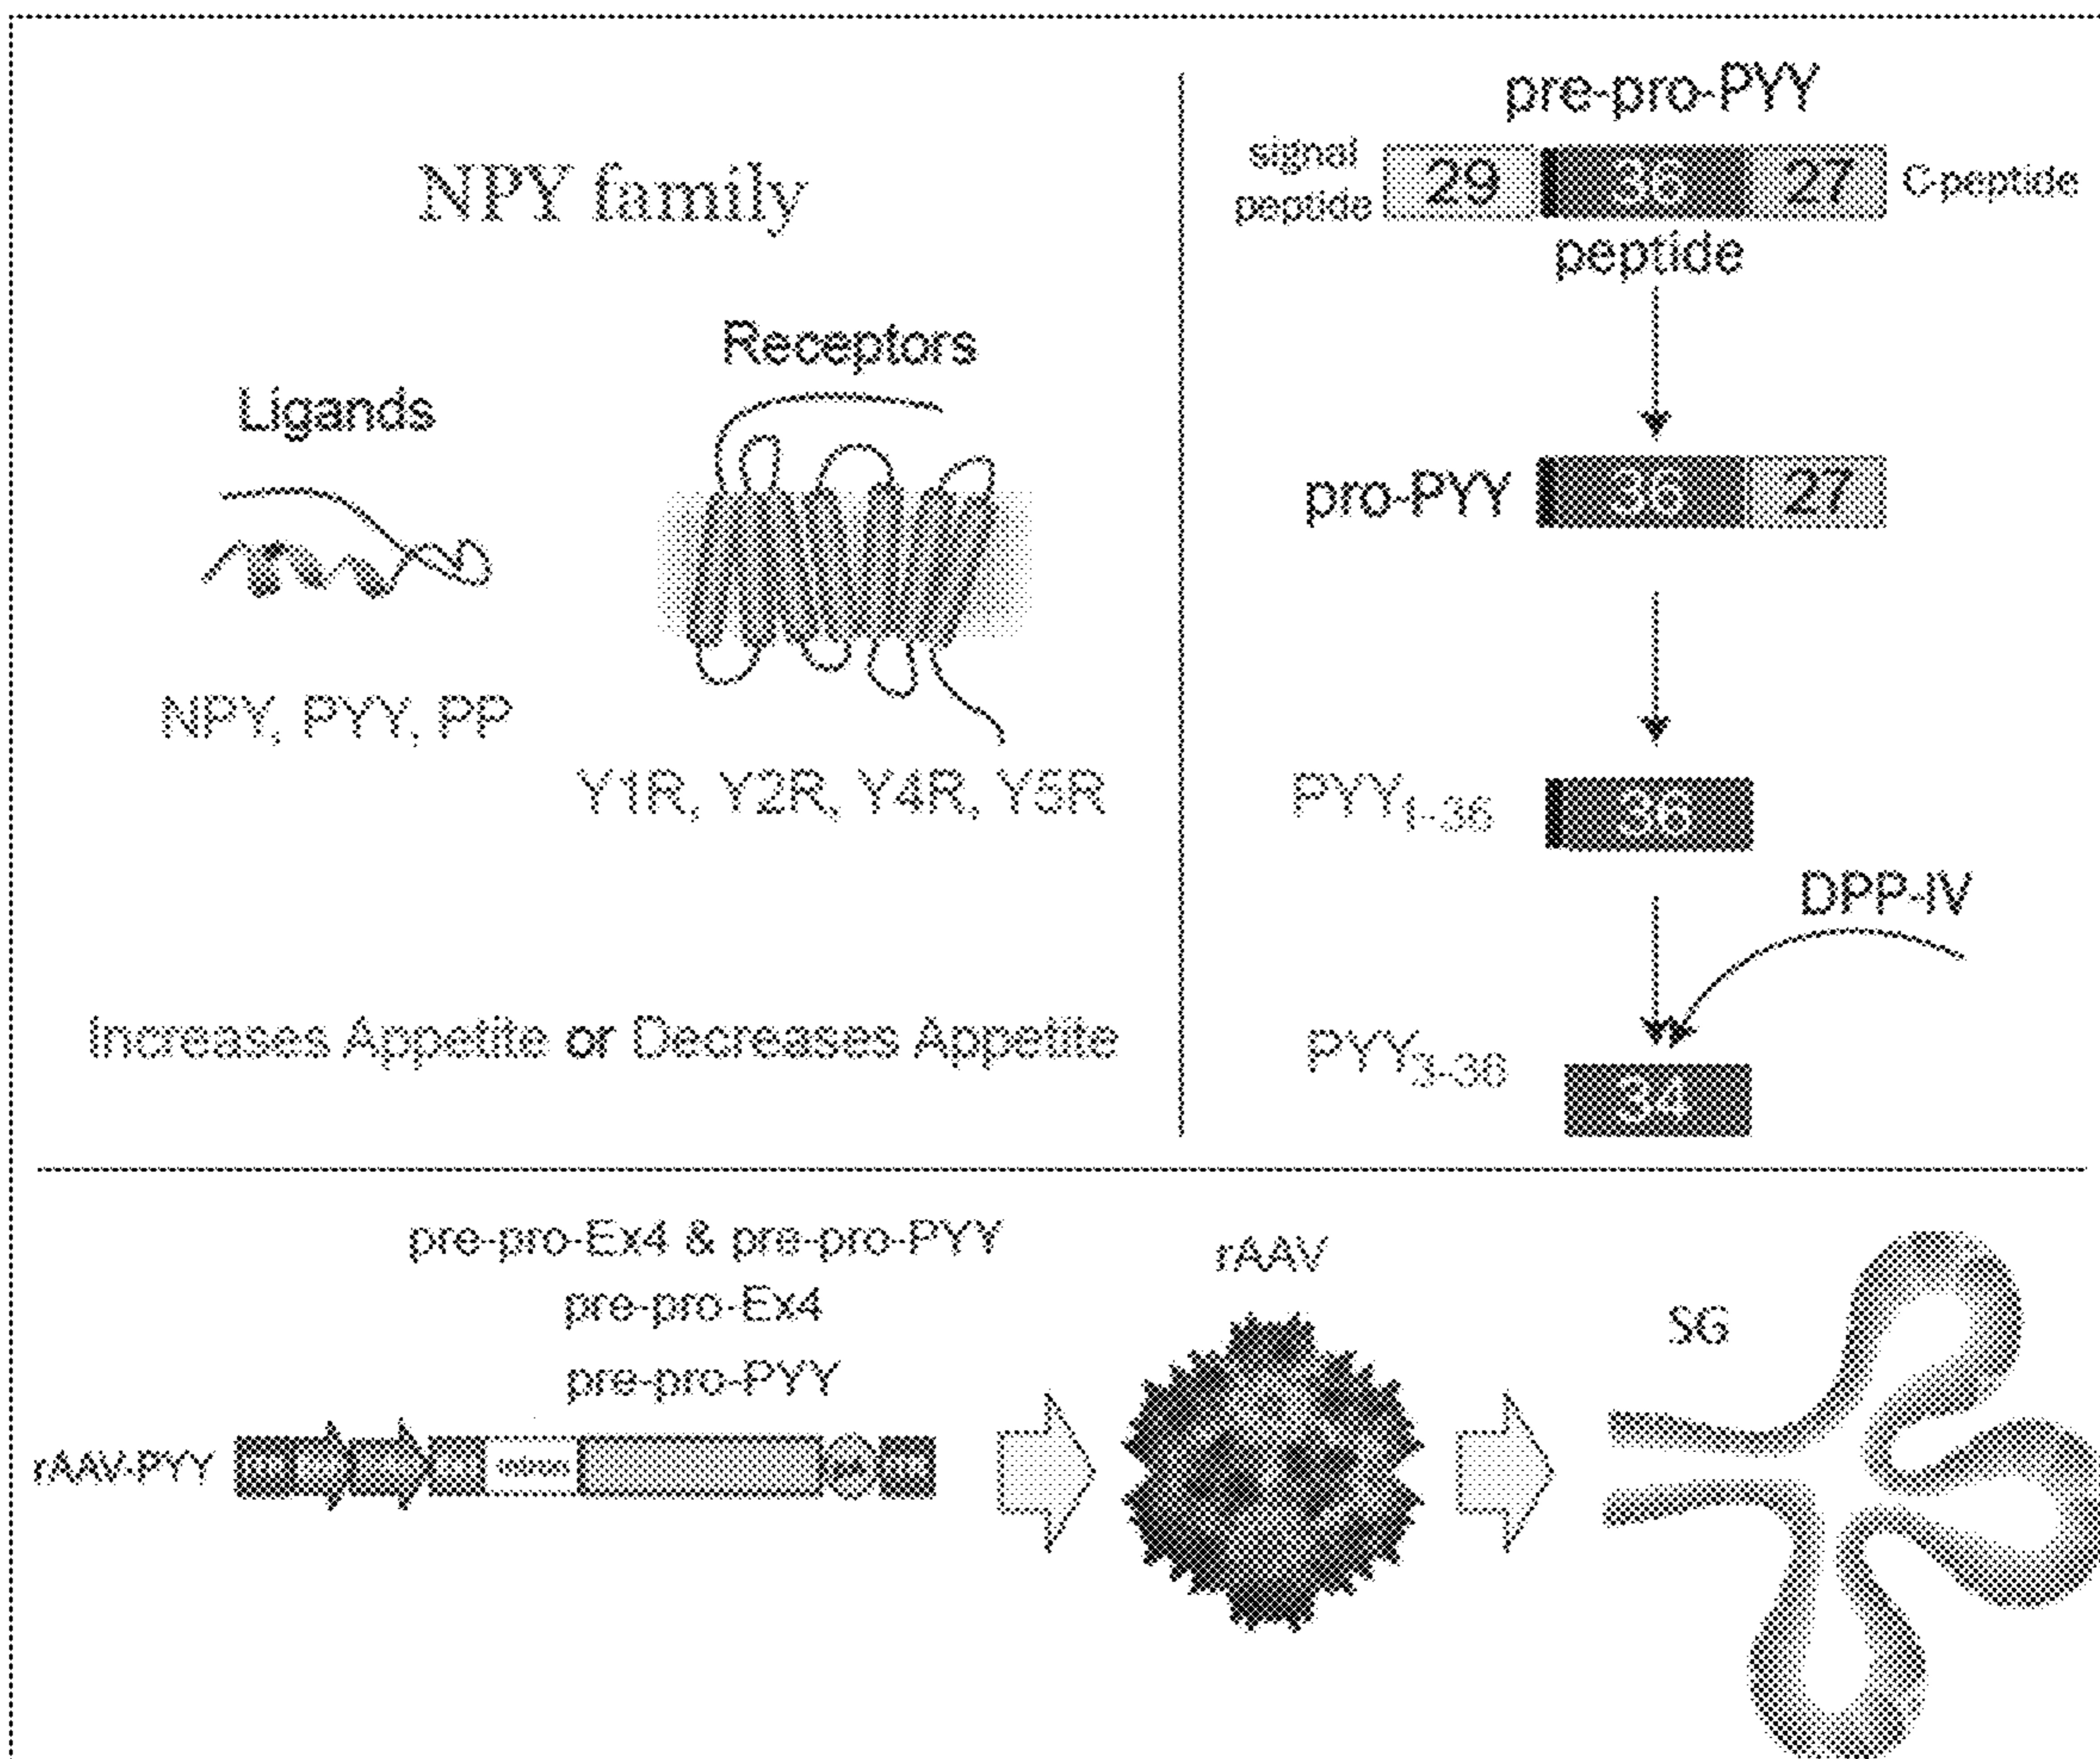 NPY family
Ligands
Receptors
NPY, PYY, PP
Y1R, Y2R, Y4R, Y5R
Increases Appetite or Decreases Appetite
pre-pro-PYY
signal
peptide
29 36 27
C-peptide
peptide
pro-PYY 36 27
PYY1-36 36
DPP-IV
PYY3-36
34
pre-pro-Ex4 & pre-pro-PYY
pre-pro-Ex4
pre-pro-PYY
rAAV-PYY
intron
pA
rAAV
SG